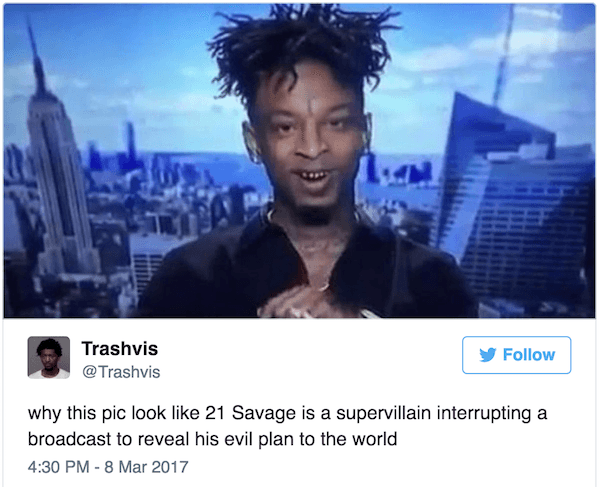 Trashvis
@Trashvis
Follow
why this pic look like 21 Savage is a supervillain interrupting a
broadcast to reveal his evil plan to the world
4:30 PM - 8 Mar 2017